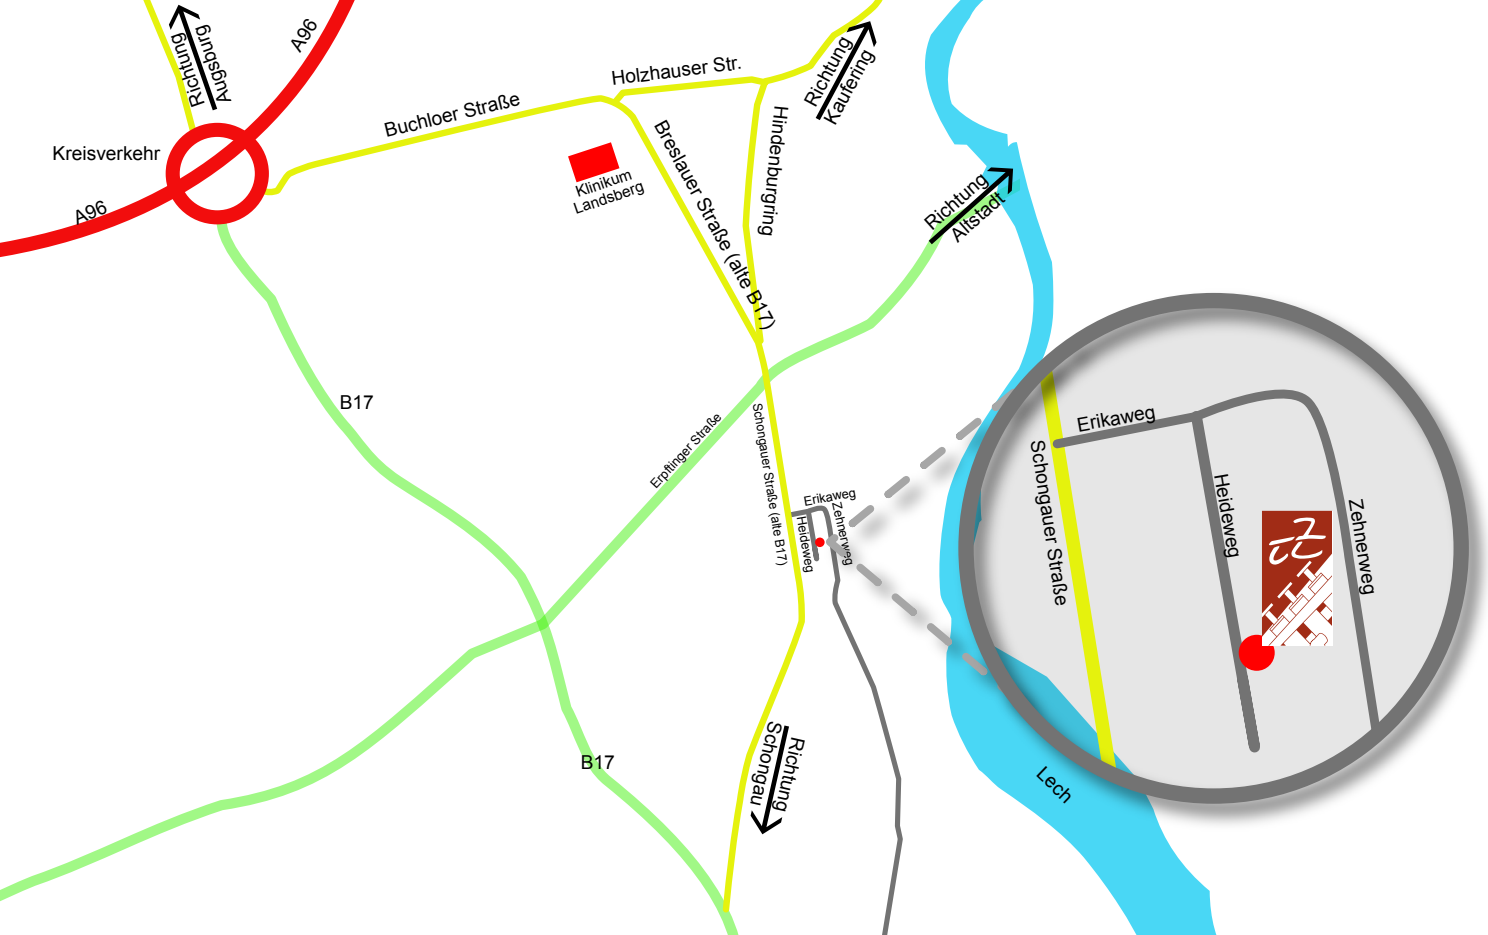 Richtung
Augsburg
A96
Kreisverkehr
A96
Buchloer Straße
Holzhauser Str.
Richtung
Kaufering
Klinikum
Landsberg
Breslauer Straße (alte B17)
Hindenburgring
Richtung
Altstadt
B17
Erpftinger Straße
Schongauer Straße (alte B17)
Erikaweg
Heideweg
Zehnerweg
Erikaweg
Schongauer Straße
Heideweg
Zehnerweg
B17
Richtung
Schongau
Lech